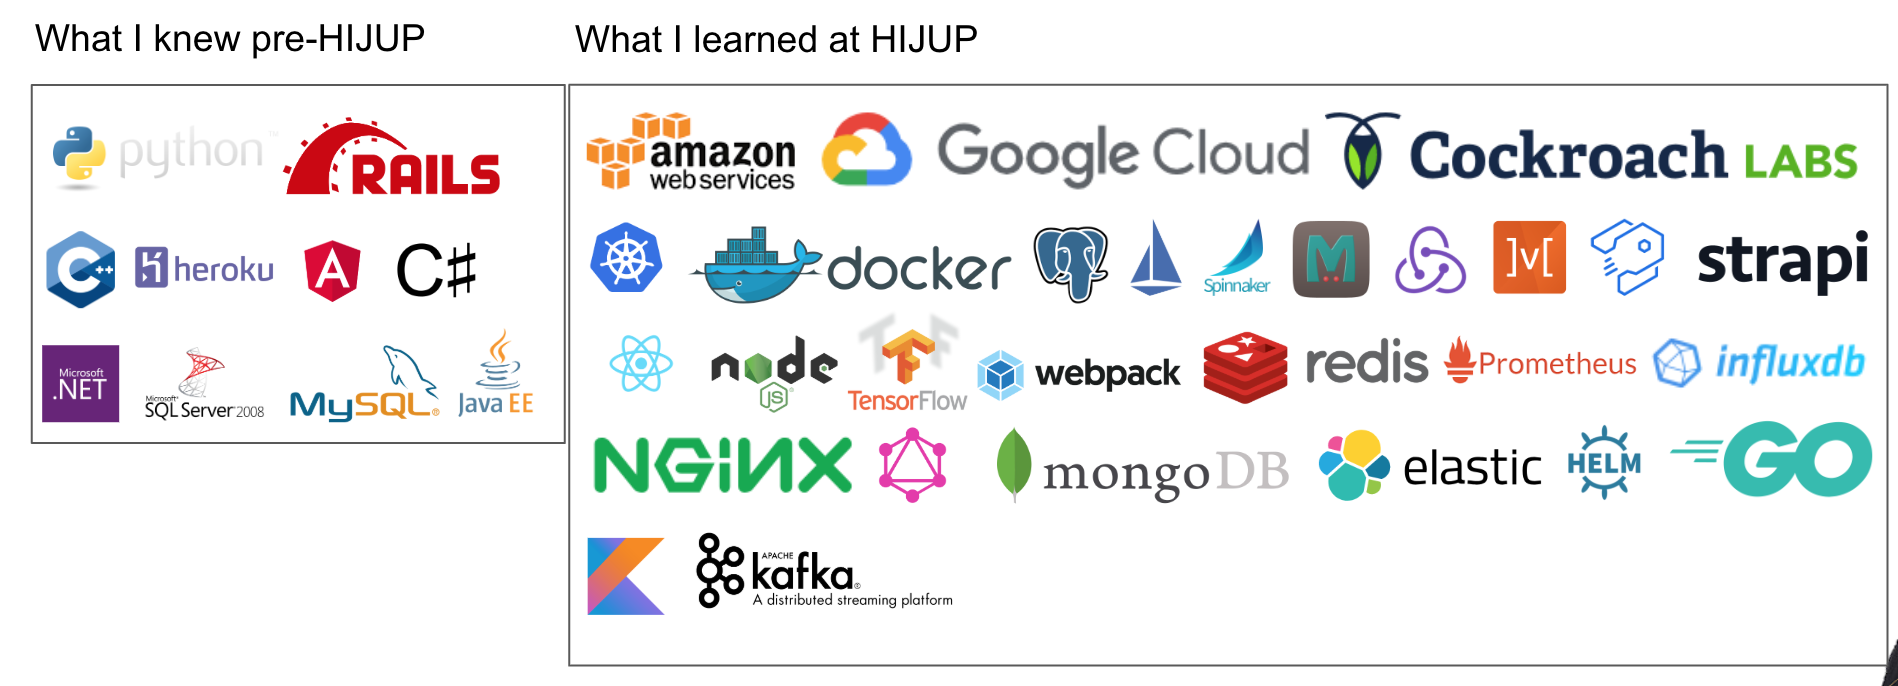 What I knew pre-HIJUP
What I learned at HIJUP
python™
RAILS
C++
heroku
A
C#
Microsoft
.NET
Microsoft®
SQL Server®2008
MySQL®
Java EE
amazon
web services
Google Cloud
Cockroach LABS
docker
Spinnaker
M
]v[
strapi
node
JS
TF
TensorFlow
webpack
redis
Prometheus
influxdb
NGiNX
mongoDB
elastic
HELM
GO
APACHE
kafka®
A distributed streaming platform